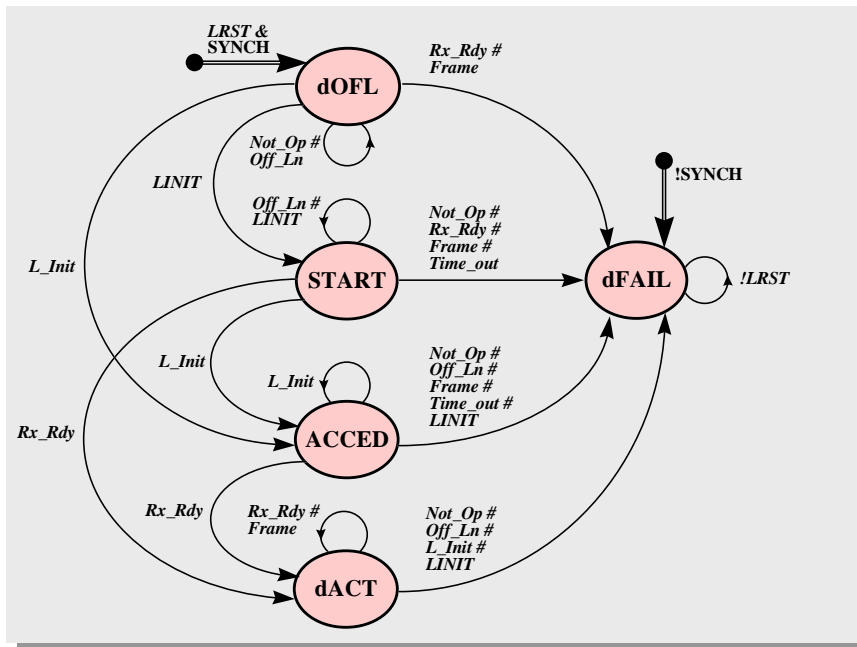 LRST &
SYNCH
dOFL
Rx_Rdy #
Frame
Not_Op #
Off_Ln
LINIT
!SYNCH
Off_Ln #
LINIT
Not_Op #
Rx_Rdy #
Frame #
Time_out
L_Init
START
dFAIL
!LRST
L_Init
L_Init
Not_Op #
Off_Ln #
Frame #
Time_out #
LINIT
Rx_Rdy
ACCED
Rx_Rdy
Rx_Rdy #
Frame
Not_Op #
Off_Ln #
L_Init #
LINIT
dACT